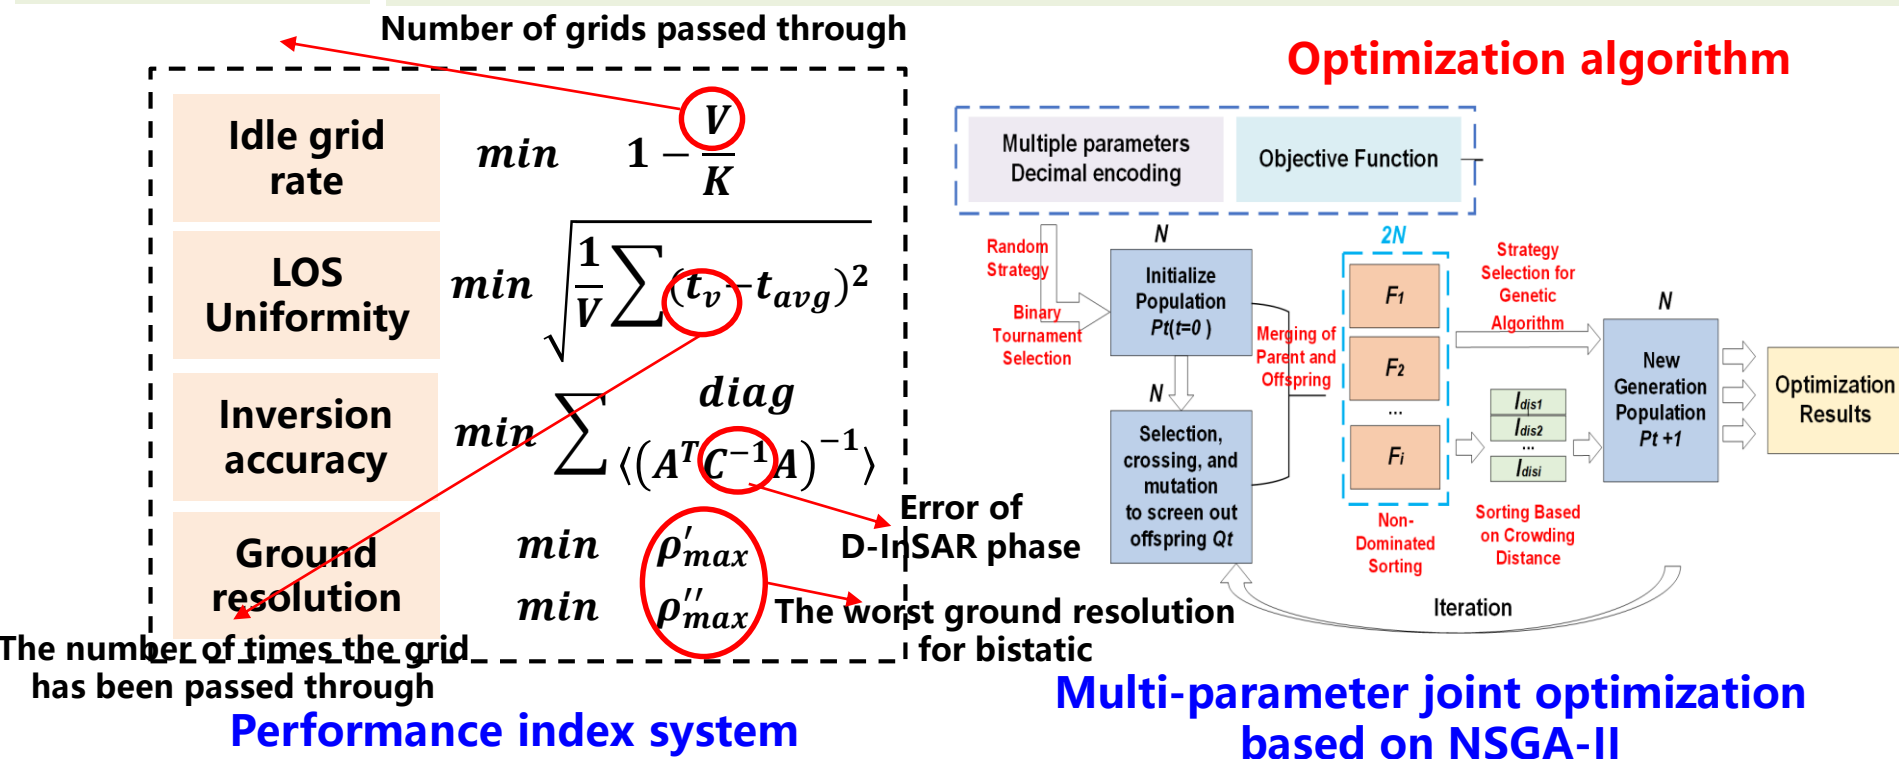 Number of grids passed through
Optimization algorithm
Idle grid
rate
min 1 − V/K
LOS
Uniformity
min √(1/V ∑(t_v − t_avg)²)
Inversion
accuracy
min ∑ diag
⟨(A^T C^−1 A)^−1⟩
Error of
D-InSAR phase
Ground
resolution
min ρ′_max
min ρ′′_max
The worst ground resolution
for bistatic
The number of times the grid
has been passed through
Performance index system
Multiple parameters
Decimal encoding
Objective Function
Random
Strategy
Binary
Tournament
Selection
N
Initialize
Population
Pt(t=0 )
N
Selection,
crossing, and
mutation
to screen out
offspring Qt
Merging of
Parent and
Offspring
2N
F1
F2
...
Fi
Non-
Dominated
Sorting
Strategy
Selection for
Genetic
Algorithm
Idis1
Idis2
...
Idisi
Sorting Based
on Crowding
Distance
N
New
Generation
Population
Pt +1
Optimization
Results
Iteration
Multi-parameter joint optimization
based on NSGA-II